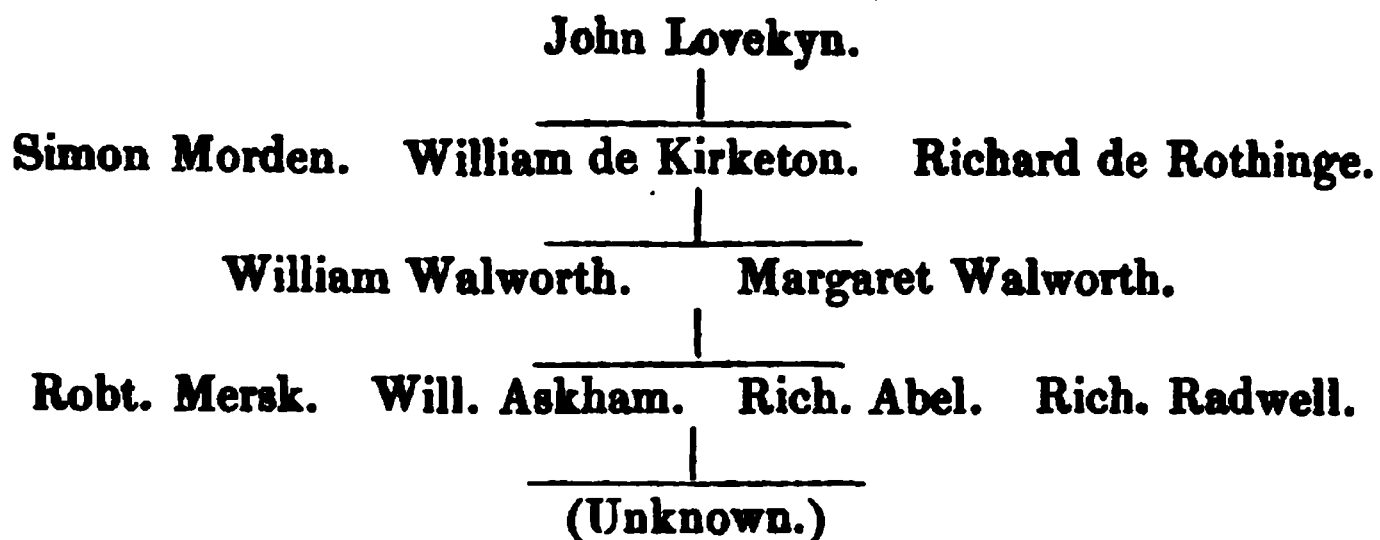 John Lovekyn.
Simon Morden. William de Kirketon. Richard de Rothinge.
William Walworth. Margaret Walworth.
Robt. Mersk. Will. Askham. Rich. Abel. Rich. Radwell.
(Unknown.)